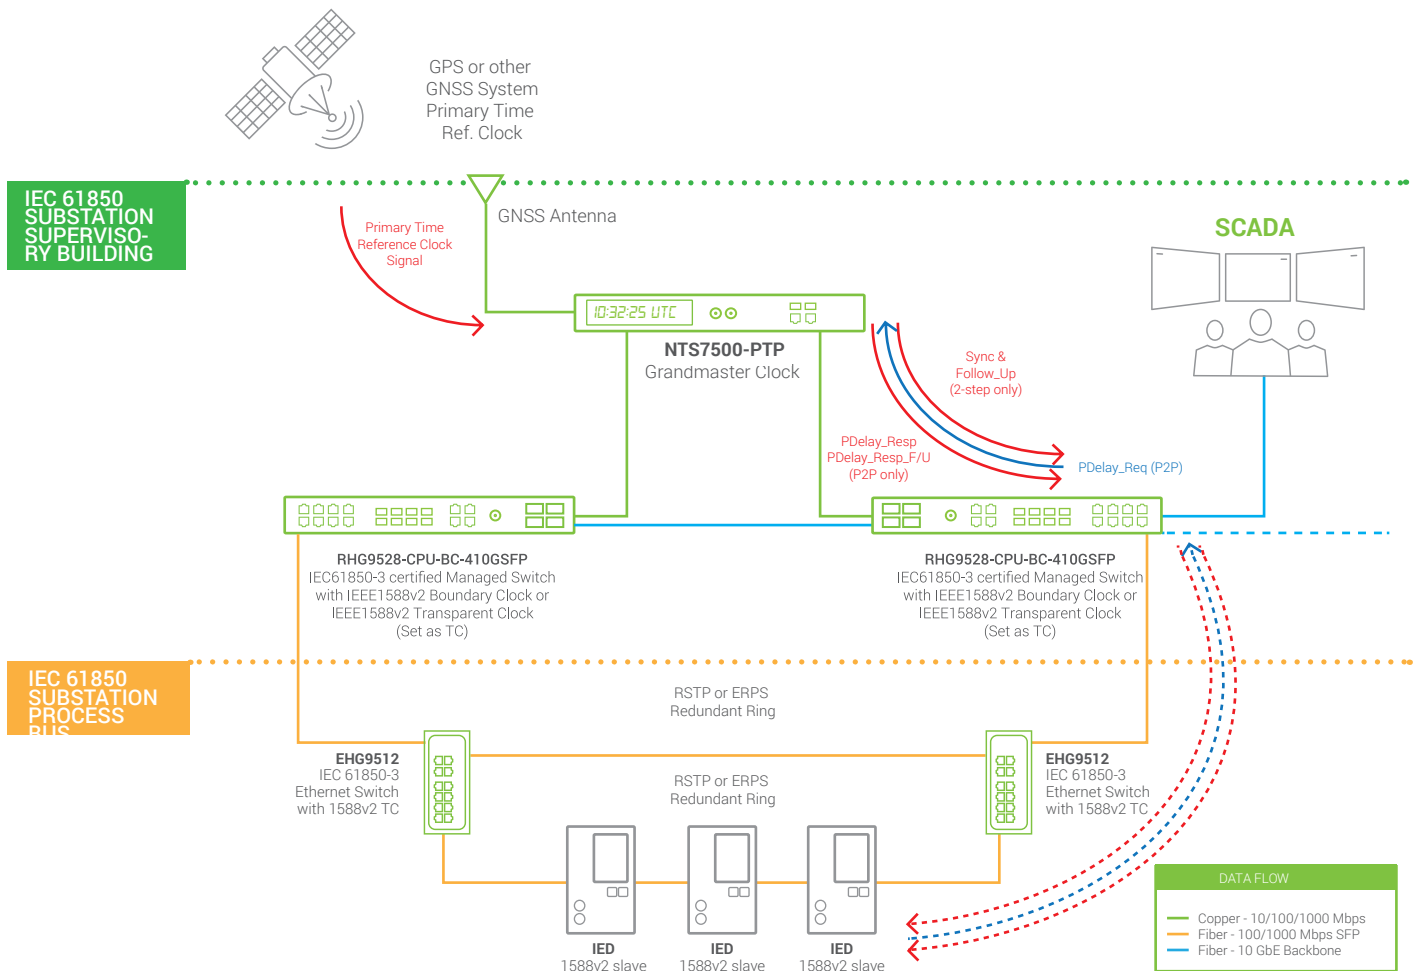 GPS or other
GNSS System
Primary Time
Ref. Clock
IEC 61850
SUBSTATION
SUPERVISO-
RY BUILDING
GNSS Antenna
Primary Time
Reference Clock
Signal
SCADA
10:32:25 UTC
NTS7500-PTP
Grandmaster Clock
Sync &
Follow_Up
(2-step only)
PDelay_Resp
PDelay_Resp_F/U
(P2P only)
PDelay_Req (P2P)
RHG9528-CPU-BC-410GSFP
IEC61850-3 certified Managed Switch
with IEEE1588v2 Boundary Clock or
IEEE1588v2 Transparent Clock
(Set as TC)
RHG9528-CPU-BC-410GSFP
IEC61850-3 certified Managed Switch
with IEEE1588v2 Boundary Clock or
IEEE1588v2 Transparent Clock
(Set as TC)
IEC 61850
SUBSTATION
PROCESS
BUS
RSTP or ERPS
Redundant Ring
EHG9512
IEC 61850-3
Ethernet Switch
with 1588v2 TC
RSTP or ERPS
Redundant Ring
EHG9512
IEC 61850-3
Ethernet Switch
with 1588v2 TC
IED
1588v2 slave
IED
1588v2 slave
IED
1588v2 slave
DATA FLOW
Copper - 10/100/1000 Mbps
Fiber - 100/1000 Mbps SFP
Fiber - 10 GbE Backbone